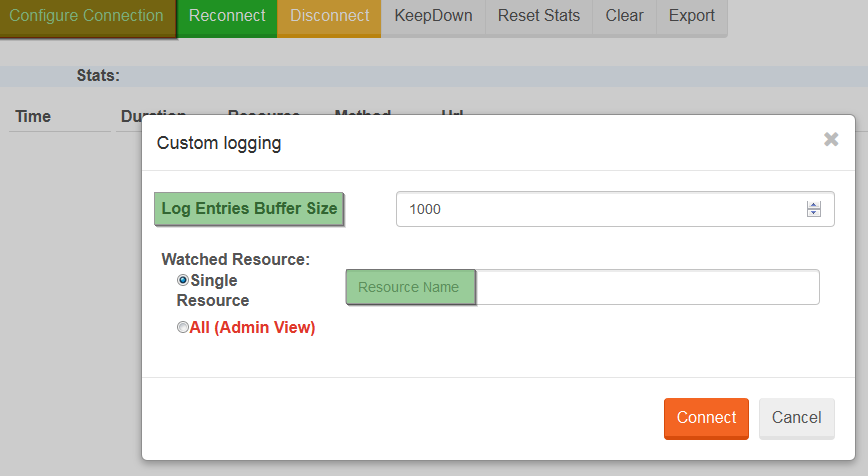 Configure Connection Reconnect Disconnect KeepDown Reset Stats Clear Export
Stats:
Time Duration Resource Method Url
Custom logging
Log Entries Buffer Size 1000
Watched Resource:
Single
Resource
Resource Name
All (Admin View)
Connect Cancel